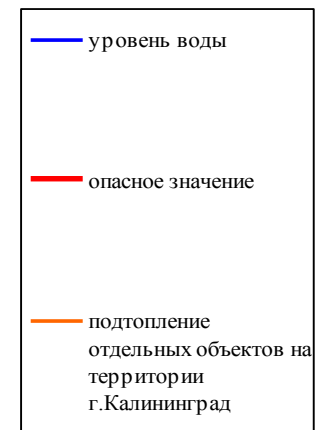 уровень воды
опасное значение
подтопление
отдельных объектов на
территории
г.Калининград